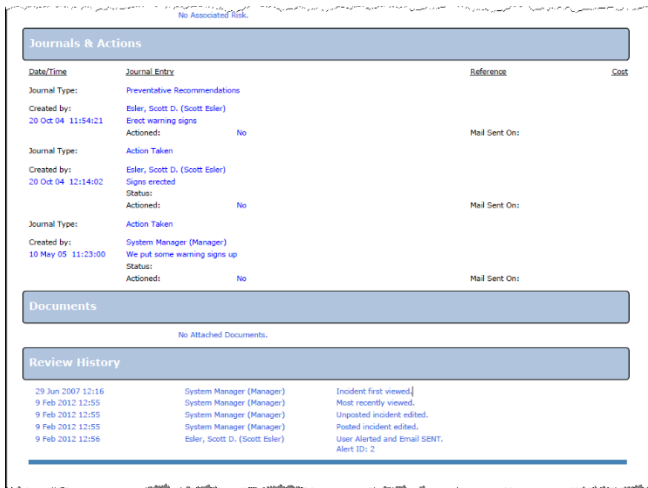 No Associated Risk.
Journals & Actions
Date/Time Journal Entry Reference Cost
Journal Type: Preventative Recommendations
Created by: Esler, Scott D. (Scott Esler)
20 Oct 04 11:54:21 Erect warning signs
Actioned: No Mail Sent On:
Journal Type: Action Taken
Created by: Esler, Scott D. (Scott Esler)
20 Oct 04 12:14:02 Signs erected
Status:
Actioned: No Mail Sent On:
Journal Type: Action Taken
Created by: System Manager (Manager)
10 May 05 11:23:00 We put some warning signs up
Status:
Actioned: No Mail Sent On:
Documents
No Attached Documents.
Review History
29 Jun 2007 12:16 System Manager (Manager) Incident first viewed.
9 Feb 2012 12:55 System Manager (Manager) Most recently viewed.
9 Feb 2012 12:55 System Manager (Manager) Unposted incident edited.
9 Feb 2012 12:55 System Manager (Manager) Posted incident edited.
9 Feb 2012 12:56 Esler, Scott D. (Scott Esler) User Alerted and Email SENT.
Alert ID: 2